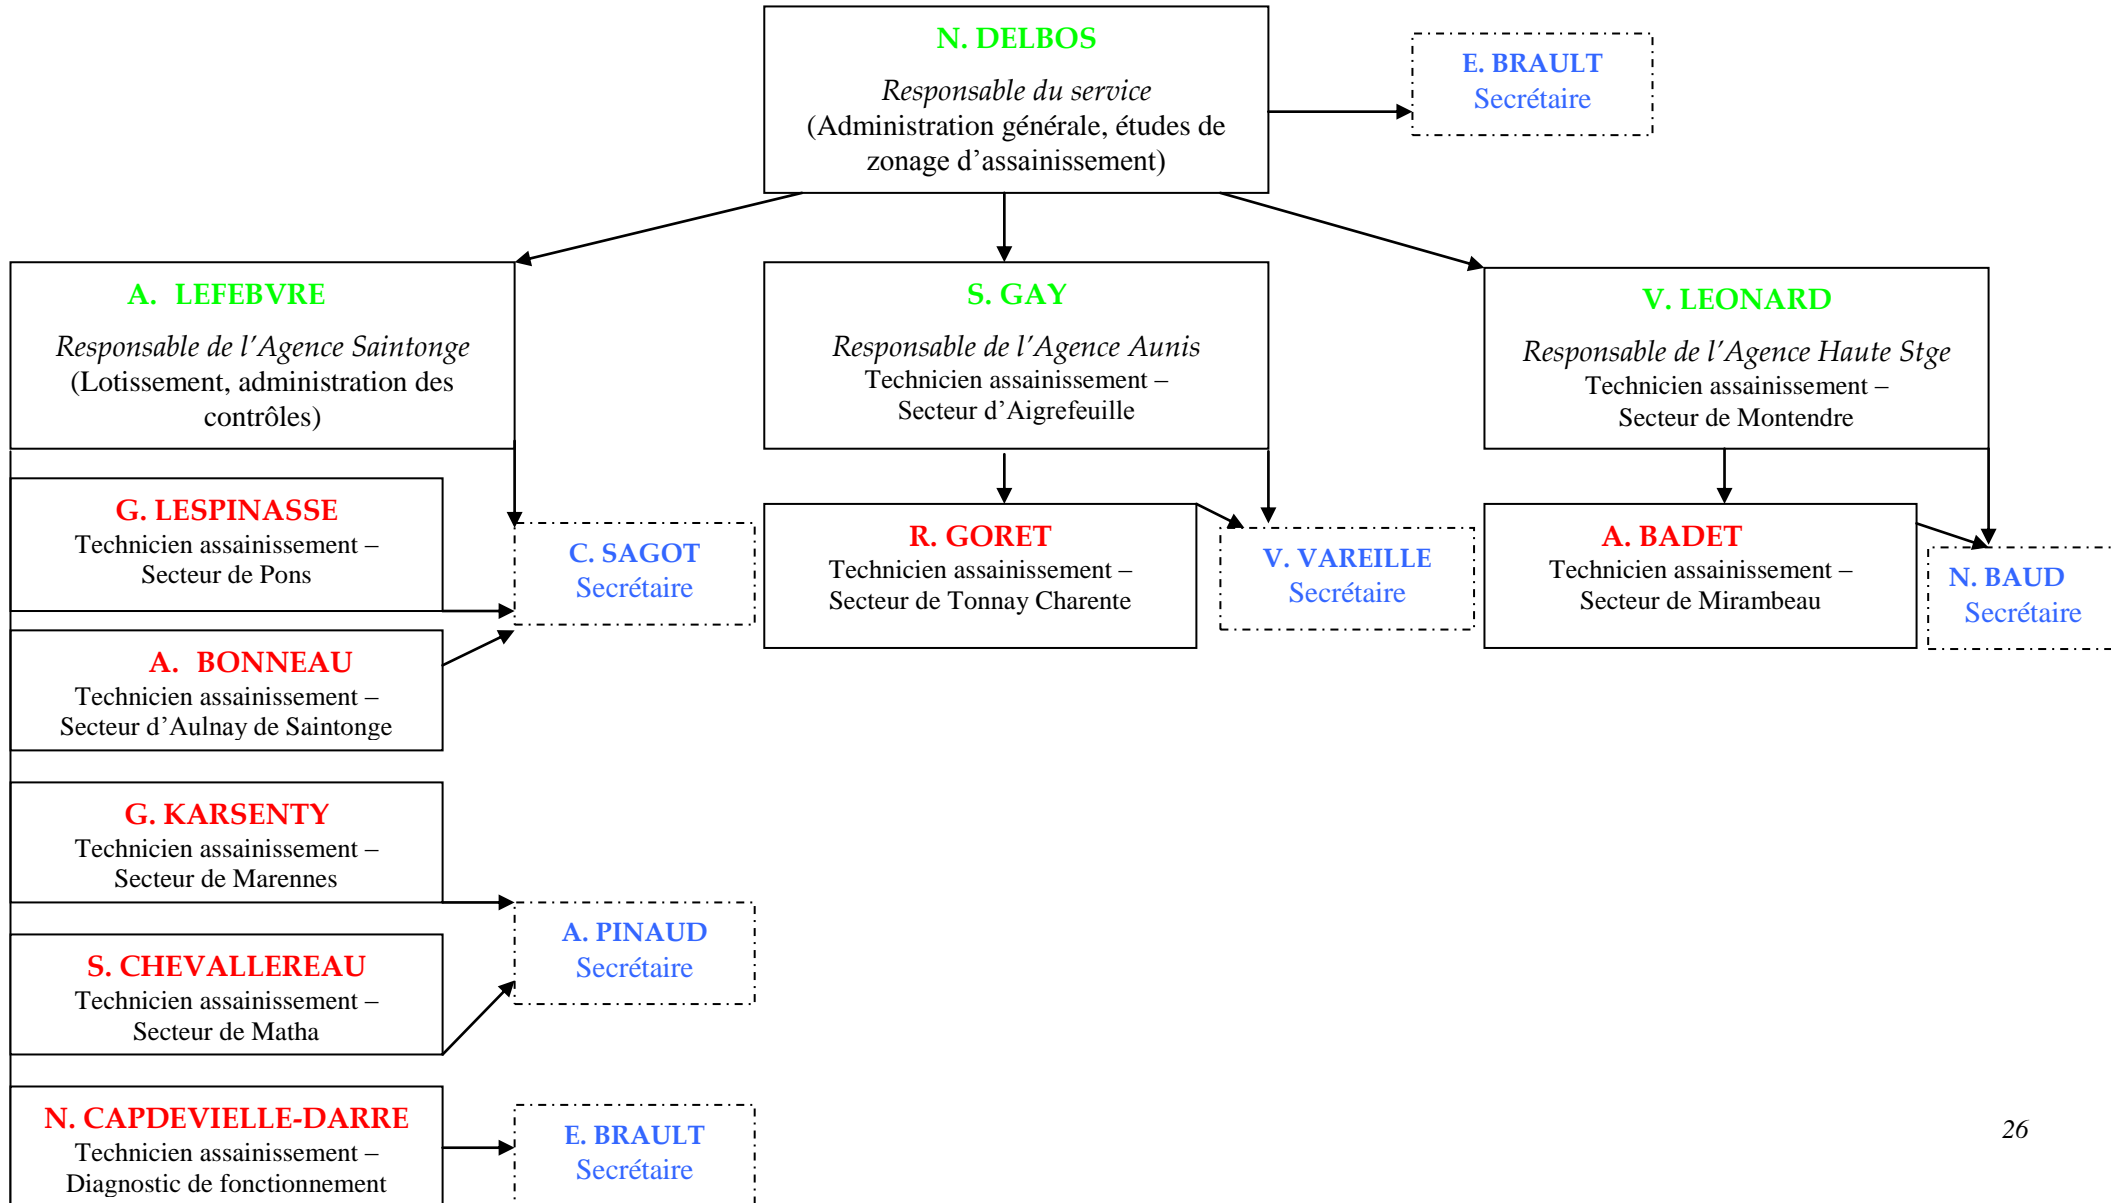 N. DELBOS
Responsable du service
(Administration générale, études de
zonage d’assainissement)
E. BRAULT
Secrétaire
A. LEFEBVRE
Responsable de l’Agence Saintonge
(Lotissement, administration des
contrôles)
S. GAY
Responsable de l’Agence Aunis
Technicien assainissement –
Secteur d’Aigrefeuille
V. LEONARD
Responsable de l’Agence Haute Stge
Technicien assainissement –
Secteur de Montendre
G. LESPINASSE
Technicien assainissement –
Secteur de Pons
C. SAGOT
Secrétaire
R. GORET
Technicien assainissement –
Secteur de Tonnay Charente
V. VAREILLE
Secrétaire
A. BADET
Technicien assainissement –
Secteur de Mirambeau
N. BAUD
Secrétaire
A. BONNEAU
Technicien assainissement –
Secteur d’Aulnay de Saintonge
G. KARSENTY
Technicien assainissement –
Secteur de Marennes
A. PINAUD
Secrétaire
S. CHEVALLEREAU
Technicien assainissement –
Secteur de Matha
N. CAPDEVIELLE-DARRE
Technicien assainissement –
Diagnostic de fonctionnement
E. BRAULT
Secrétaire
26